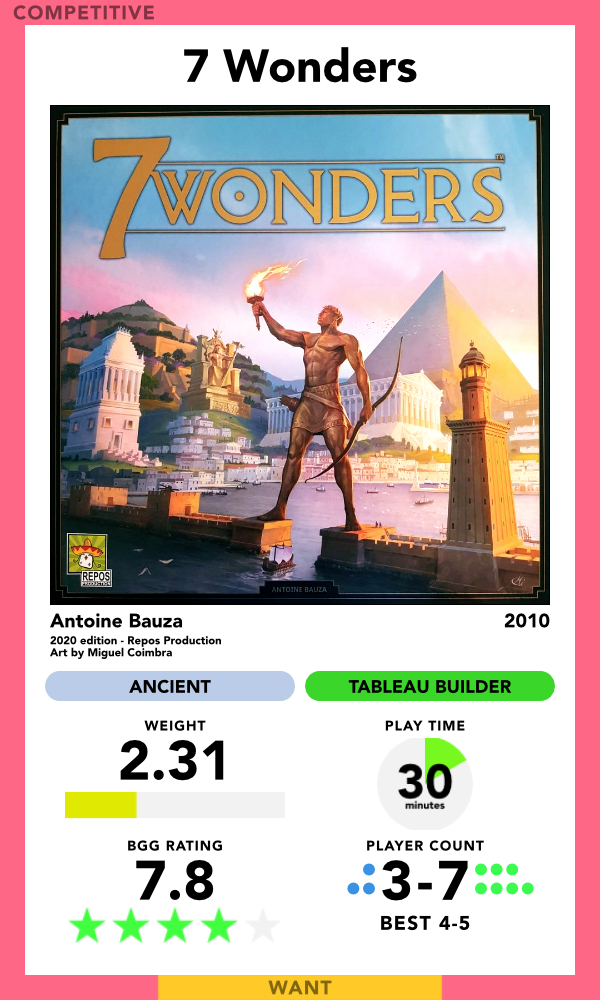 COMPETITIVE
7 Wonders
7 WONDERS™
REPOS
PRODUCTION
ANTOINE BAUZA
Antoine Bauza 2010
2020 edition - Repos Production
Art by Miguel Coimbra
ANCIENT TABLEAU BUILDER
WEIGHT PLAY TIME
2.31 30
minutes
BGG RATING PLAYER COUNT
7.8 3-7
BEST 4-5
WANT